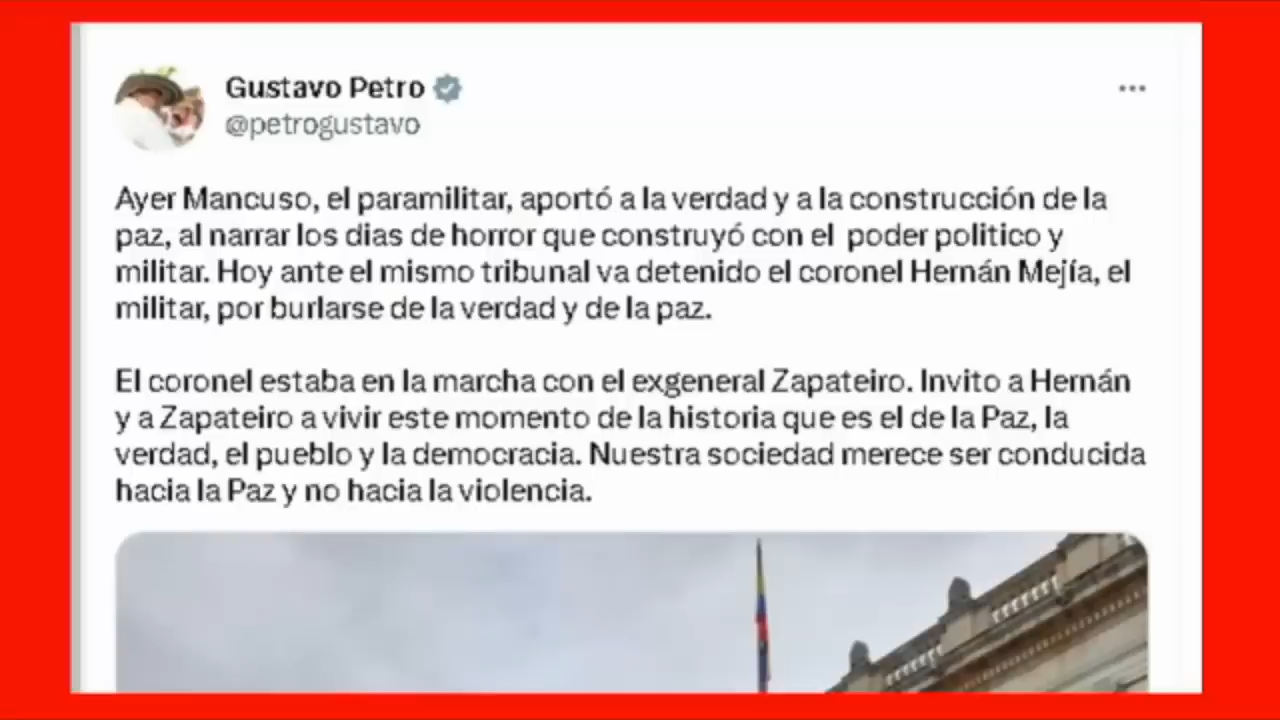 Gustavo Petro
@petrogustavo
Ayer Mancuso, el paramilitar, aportó a la verdad y a la construcción de la
paz, al narrar los dias de horror que construyó con el  poder politico y
militar. Hoy ante el mismo tribunal va detenido el coronel Hernán Mejía, el
militar, por burlarse de la verdad y de la paz.
El coronel estaba en la marcha con el exgeneral Zapateiro. Invito a Hernán
y a Zapateiro a vivir este momento de la historia que es el de la Paz, la
verdad, el pueblo y la democracia. Nuestra sociedad merece ser conducida
hacia la Paz y no hacia la violencia.